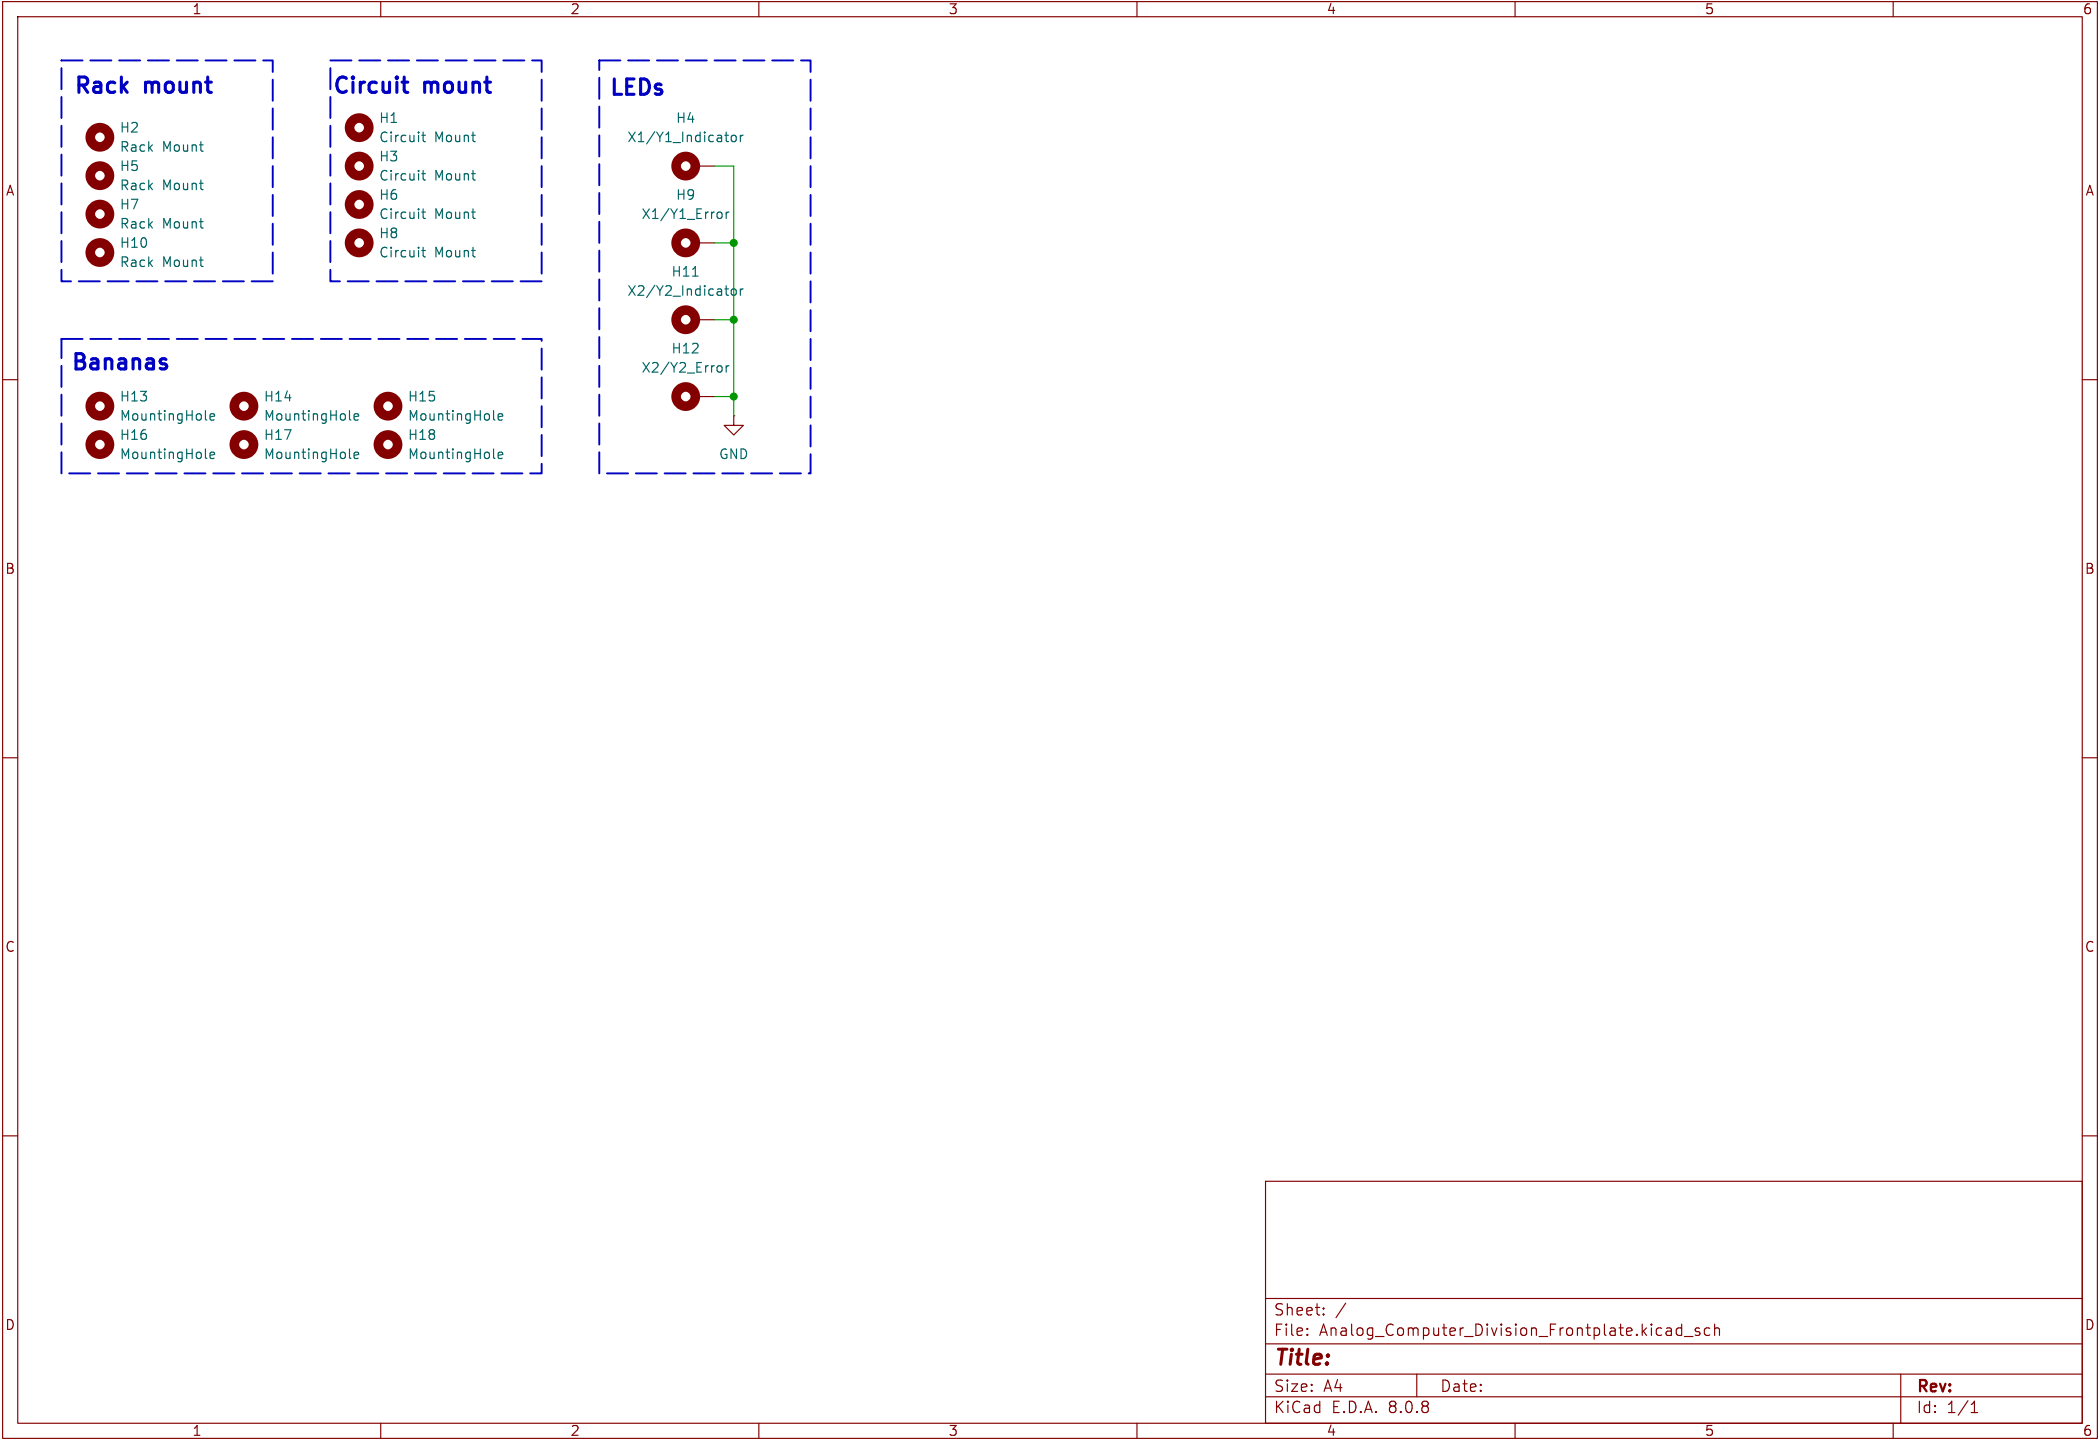 1 2 3 4 5 6
A
B
C
D
Rack mount
H2
Rack Mount
H5
Rack Mount
H7
Rack Mount
H10
Rack Mount
Circuit mount
H1
Circuit Mount
H3
Circuit Mount
H6
Circuit Mount
H8
Circuit Mount
LEDs
H4
X1/Y1_Indicator
H9
X1/Y1_Error
H11
X2/Y2_Indicator
H12
X2/Y2_Error
GND
Bananas
H13
MountingHole
H14
MountingHole
H15
MountingHole
H16
MountingHole
H17
MountingHole
H18
MountingHole
A
B
C
D
Sheet: /
File: Analog_Computer_Division_Frontplate.kicad_sch
Title:
Size: A4
Date:
Rev:
KiCad E.D.A. 8.0.8
Id: 1/1
1 2 3 4 5 6